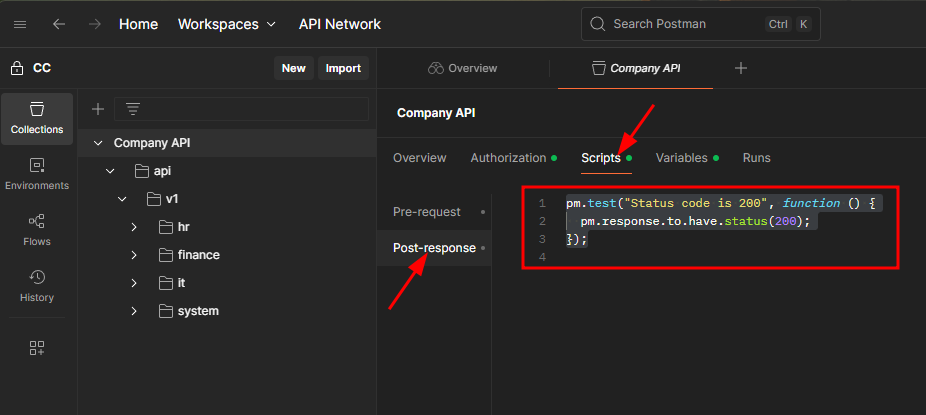 Home Workspaces API Network Search Postman Ctrl K
CC New Import Overview Company API
Collections
Environments
Flows
History
Company API
api
v1
hr
finance
it
system
Company API
Overview Authorization Scripts Variables Runs
Pre-request
Post-response
1 pm.test("Status code is 200", function () {
2 pm.response.to.have.status(200);
3 });
4